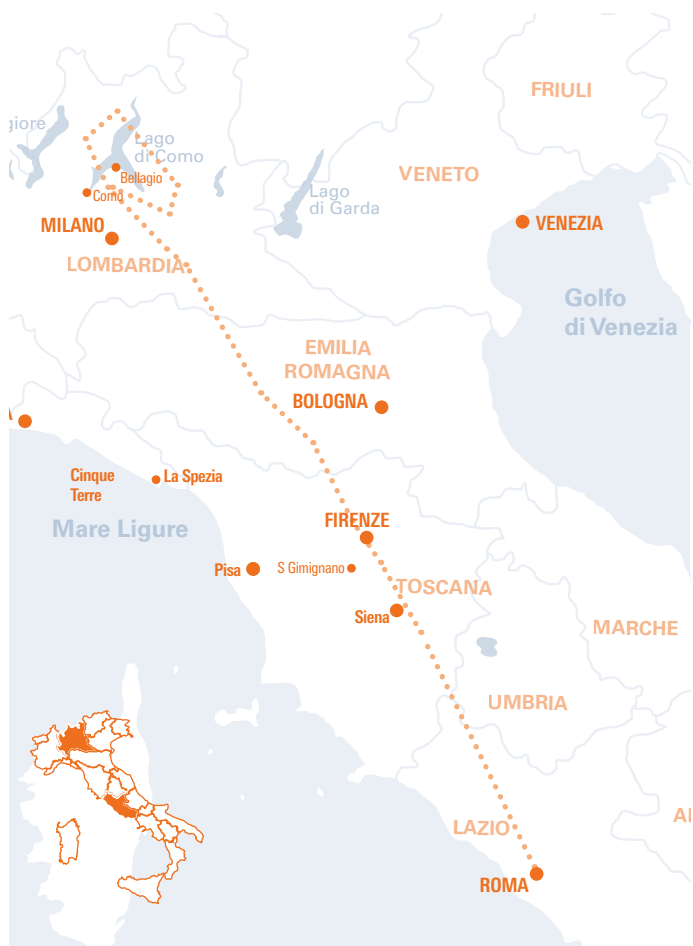 FRIULI
giore
Lago
di Como
VENETO
Bellagio
Como
Lago
di Garda
MILANO
VENEZIA
LOMBARDIA
Golfo
di Venezia
EMILIA
ROMAGNA
BOLOGNA
A
Cinque
Terre
La Spezia
Mare Ligure
FIRENZE
Pisa
S Gimignano
TOSCANA
Siena
MARCHE
UMBRIA
LAZIO
ROMA